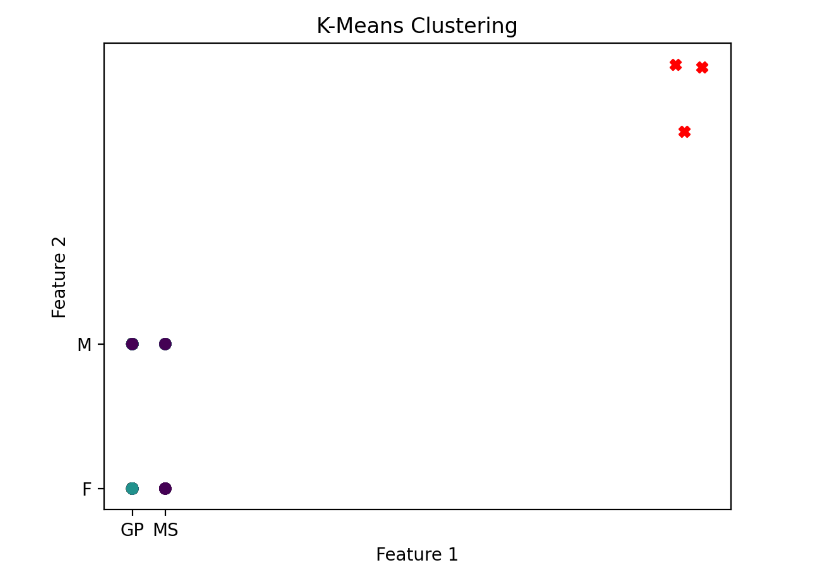 K-Means Clustering
Feature 2
M
F
GP MS
Feature 1